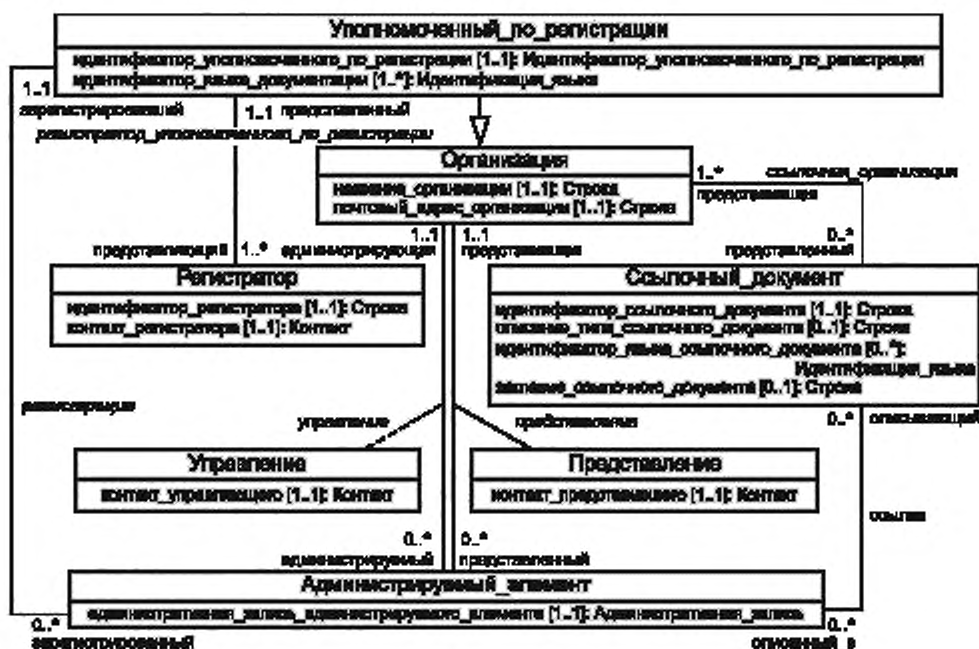 Уполномоченный_по_регистрации
идентификатор_уполномоченного_по_регистрации [1..1]: Идентификатор_уполномоченного_по_регистрации
идентификатор_языка_документации [1..*]: Идентификация_языка
1..1
зарегистрировавший
1..1 представленный
регистратор_уполномоченного_по_регистрации
Организация
название_организации [1..1]: Строка
почтовый_адрес_организации [1..1]: Строка
1..*
ссылочная_организация
представляющая
1..1
1..1
0..*
представляющий
1..*
администрирующая
представляющая
представленный
Регистратор
идентификатор_регистратора [1..1]: Строка
контакт_регистратора [1..1]: Контакт
Ссылочный_документ
идентификатор_ссылочного_документа [1..1]: Строка
описание_типа_ссылочного_документа [0..1]: Строка
идентификатор_языка_ссылочного_документа [0..*]:
Идентификация_языка
заглавие_ссылочного_документа [0..1]: Строка
регистрация
управление
представление
0..*
описывающий
Управление
контакт_управляющего [1..1]: Контакт
Представление
контакт_представляющего [1..1]: Контакт
ссылка
0..*
0..*
администрируемый
представленный
Администрируемый_элемент
административная_запись_администрируемого_элемента [1..1]: Административная_запись
0..*
зарегистрированный
0..*
описанный в